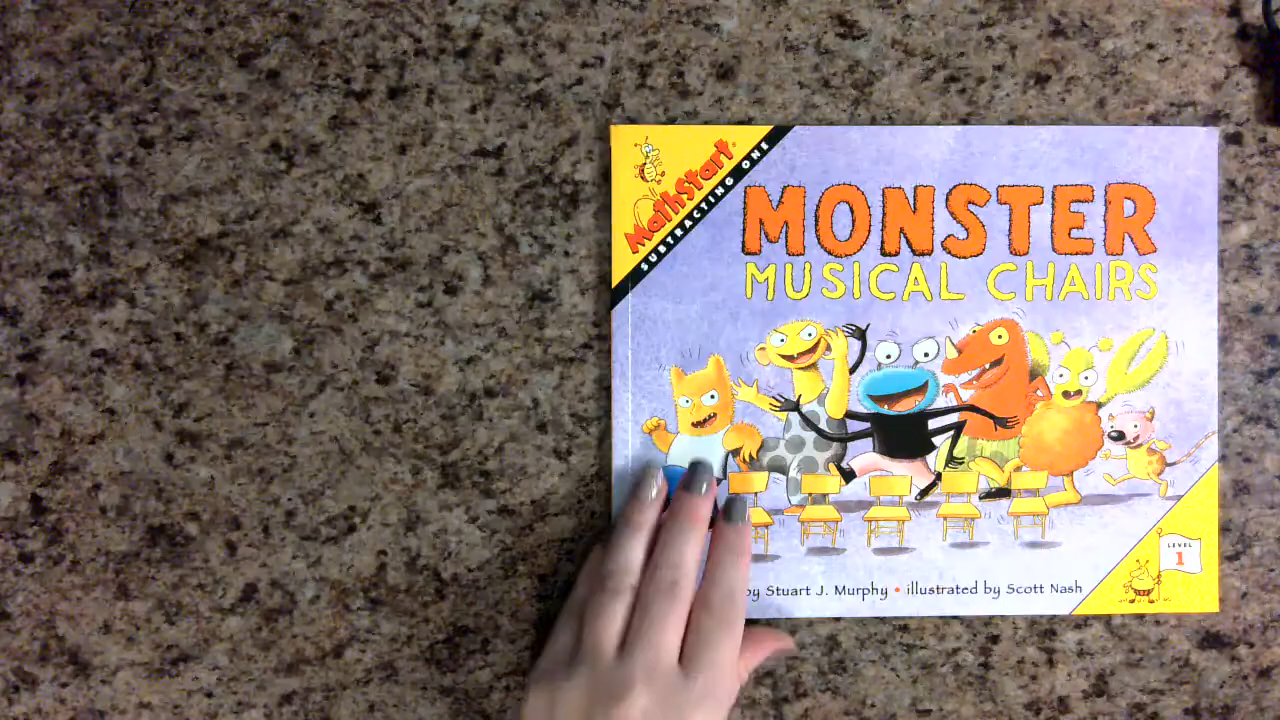 MathStart®
SUBTRACTING ONE
MONSTER
MUSICAL CHAIRS
by Stuart J. Murphy • illustrated by Scott Nash
LEVEL
1